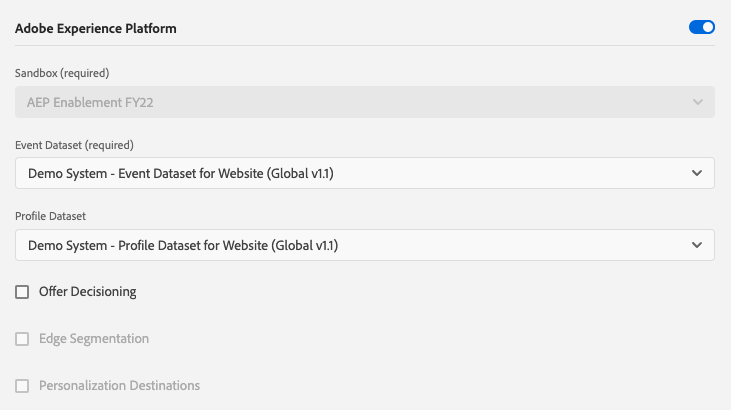 Adobe Experience Platform
Sandbox (required)
AEP Enablement FY22
Event Dataset (required)
Demo System - Event Dataset for Website (Global v1.1)
Profile Dataset
Demo System - Profile Dataset for Website (Global v1.1)
Offer Decisioning
Edge Segmentation
Personalization Destinations